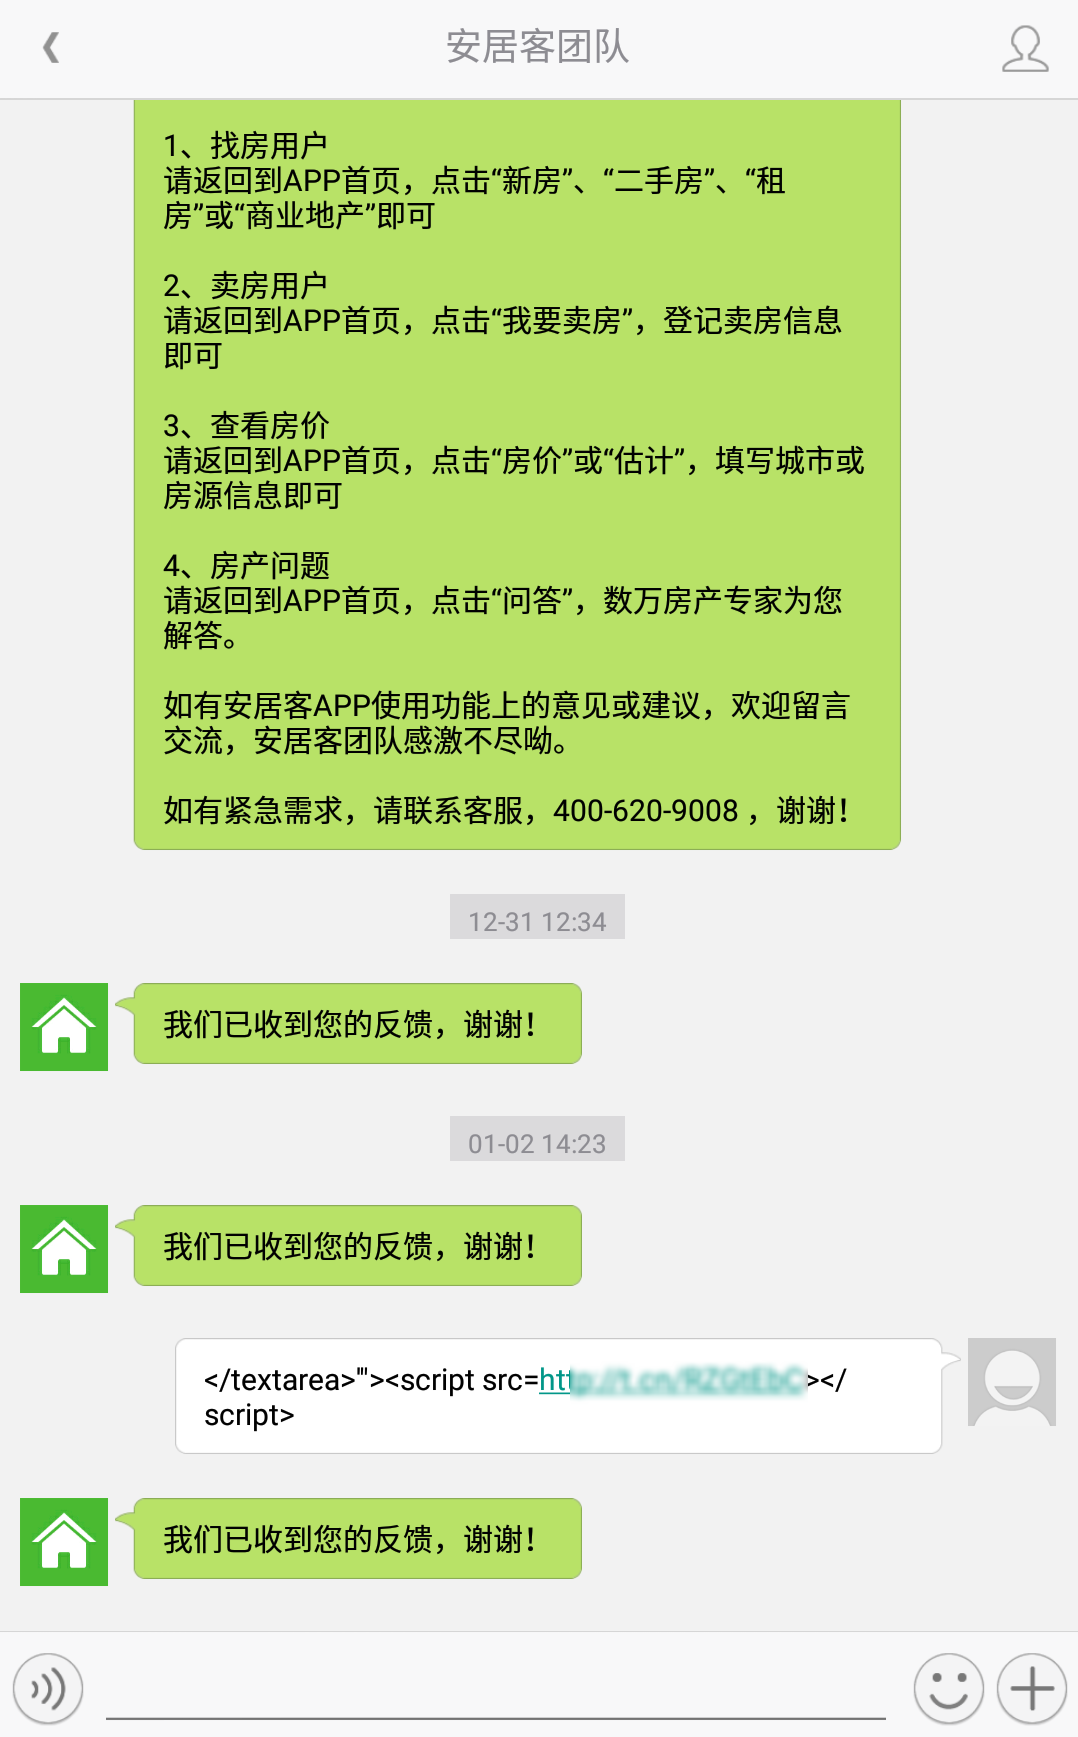 安居客团队
1、找房用户
请返回到APP首页，点击“新房”、“二手房”、“租
房”或“商业地产”即可
2、卖房用户
请返回到APP首页，点击“我要卖房”，登记卖房信息
即可
3、查看房价
请返回到APP首页，点击“房价”或“估计”，填写城市或
房源信息即可
4、房产问题
请返回到APP首页，点击“问答”，数万房产专家为您
解答。
如有安居客APP使用功能上的意见或建议，欢迎留言
交流，安居客团队感激不尽呦。
如有紧急需求，请联系客服，400-620-9008 ，谢谢！
12-31 12:34
我们已收到您的反馈，谢谢！
01-02 14:23
我们已收到您的反馈，谢谢！
</textarea>'"><script src=htt></
script>
我们已收到您的反馈，谢谢！